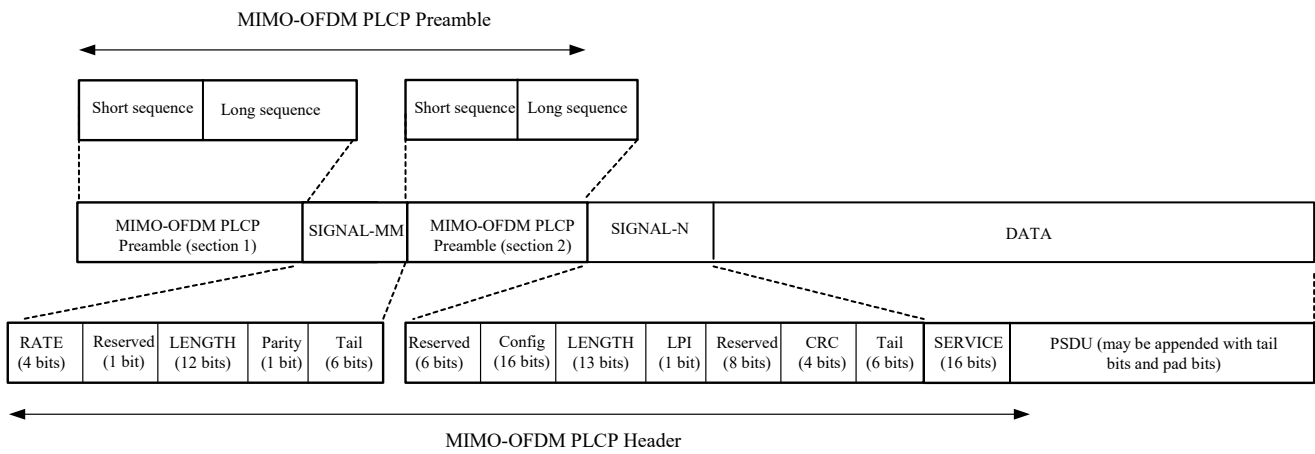 MIMO-OFDM PLCP Preamble
Short sequence
Long sequence
Short sequence
Long sequence
MIMO-OFDM PLCP
Preamble (section 1)
SIGNAL-MM
MIMO-OFDM PLCP
Preamble (section 2)
SIGNAL-N
DATA
RATE
(4 bits)
Reserved
(1 bit)
LENGTH
(12 bits)
Parity
(1 bit)
Tail
(6 bits)
Reserved
(6 bits)
Config
(16 bits)
LENGTH
(13 bits)
LPI
(1 bit)
Reserved
(8 bits)
CRC
(4 bits)
Tail
(6 bits)
SERVICE
(16 bits)
PSDU (may be appended with tail
bits and pad bits)
MIMO-OFDM PLCP Header